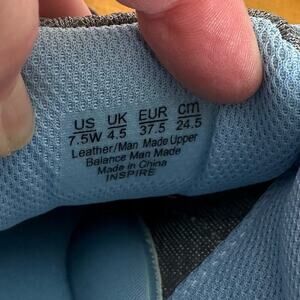 US UK EUR cm
7.5W 4.5 37.5 24.5
Leather/Man Made Upper
Balance Man Made
Made in China
INSPIRE